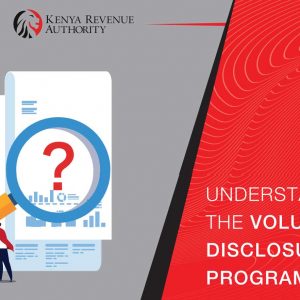 KENYA REVENUE
AUTHORITY
?
UNDERSTA
THE VOLU
DISCLOSU
PROGRAM